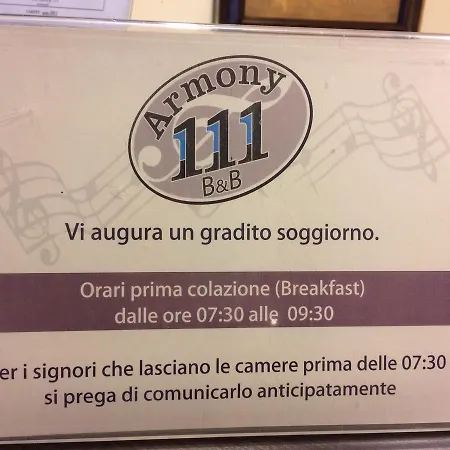 Armony
111
B&B
Vi augura un gradito soggiorno.
Orari prima colazione (Breakfast)
dalle ore 07:30 alle 09:30
er i signori che lasciano le camere prima delle 07:30
si prega di comunicarlo anticipatamente